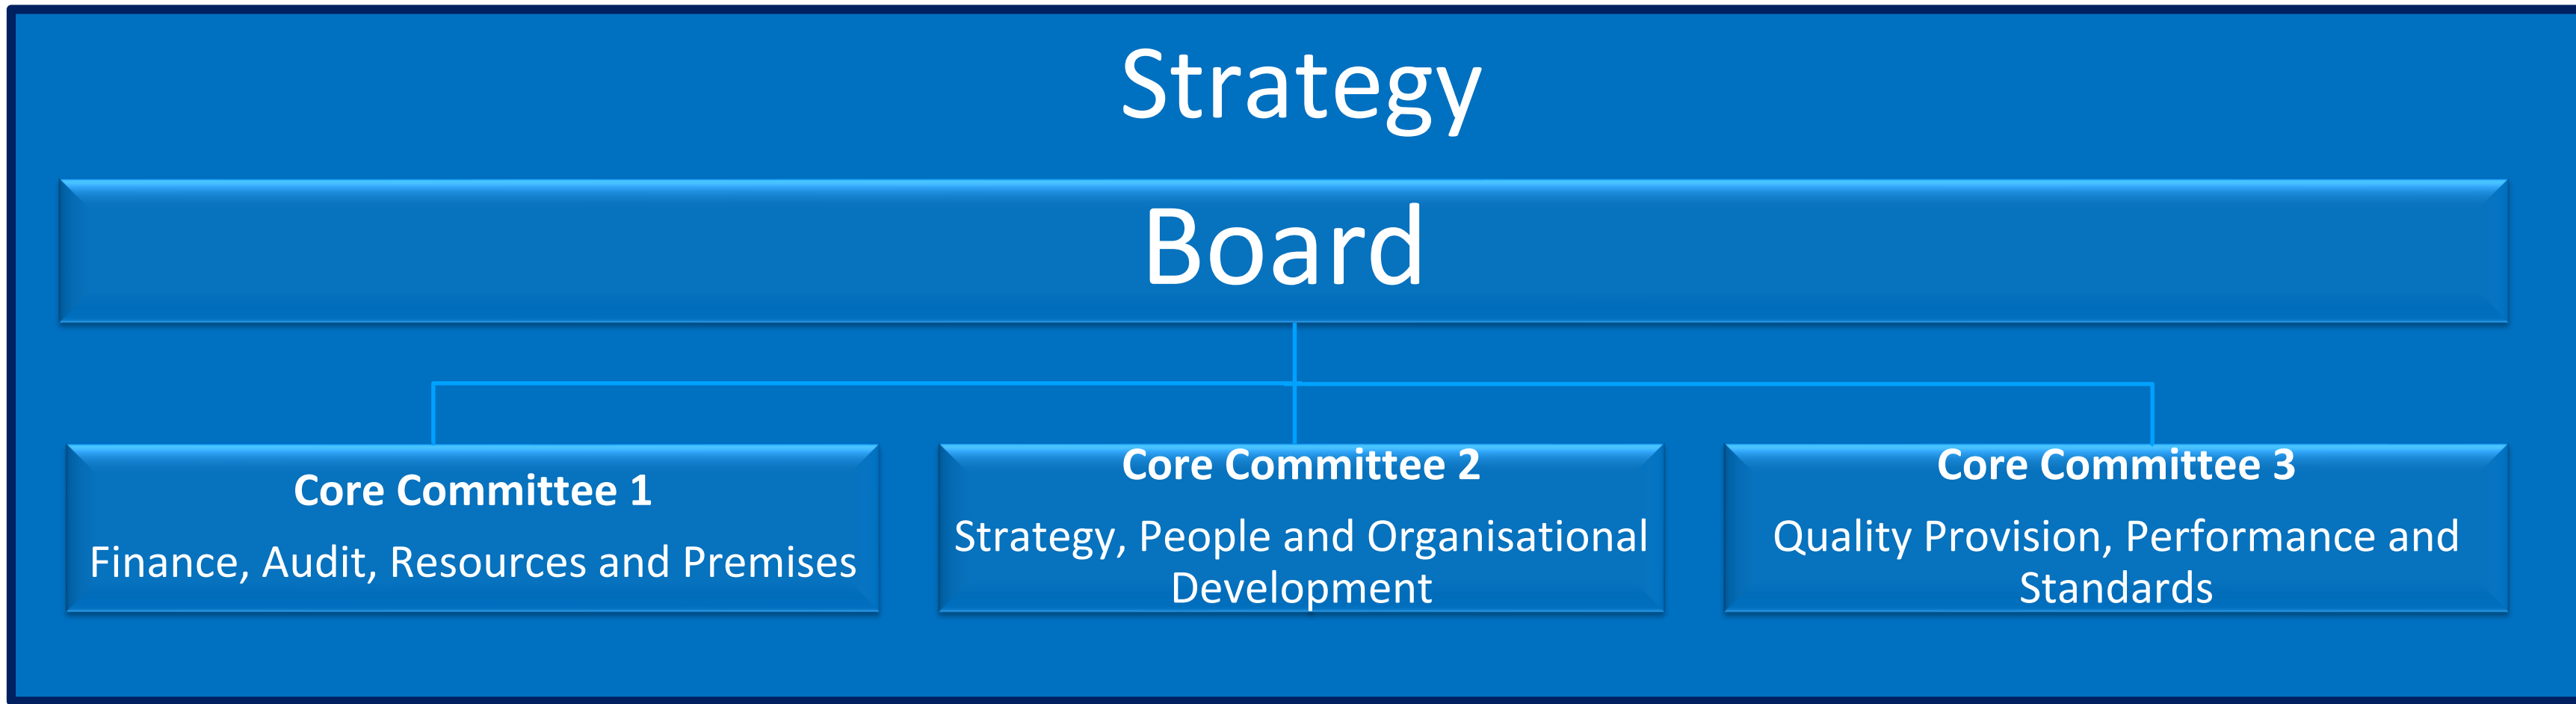 Strategy
Board
Core Committee 1
Finance, Audit, Resources and Premises
Core Committee 2
Strategy, People and Organisational
Development
Core Committee 3
Quality Provision, Performance and
Standards